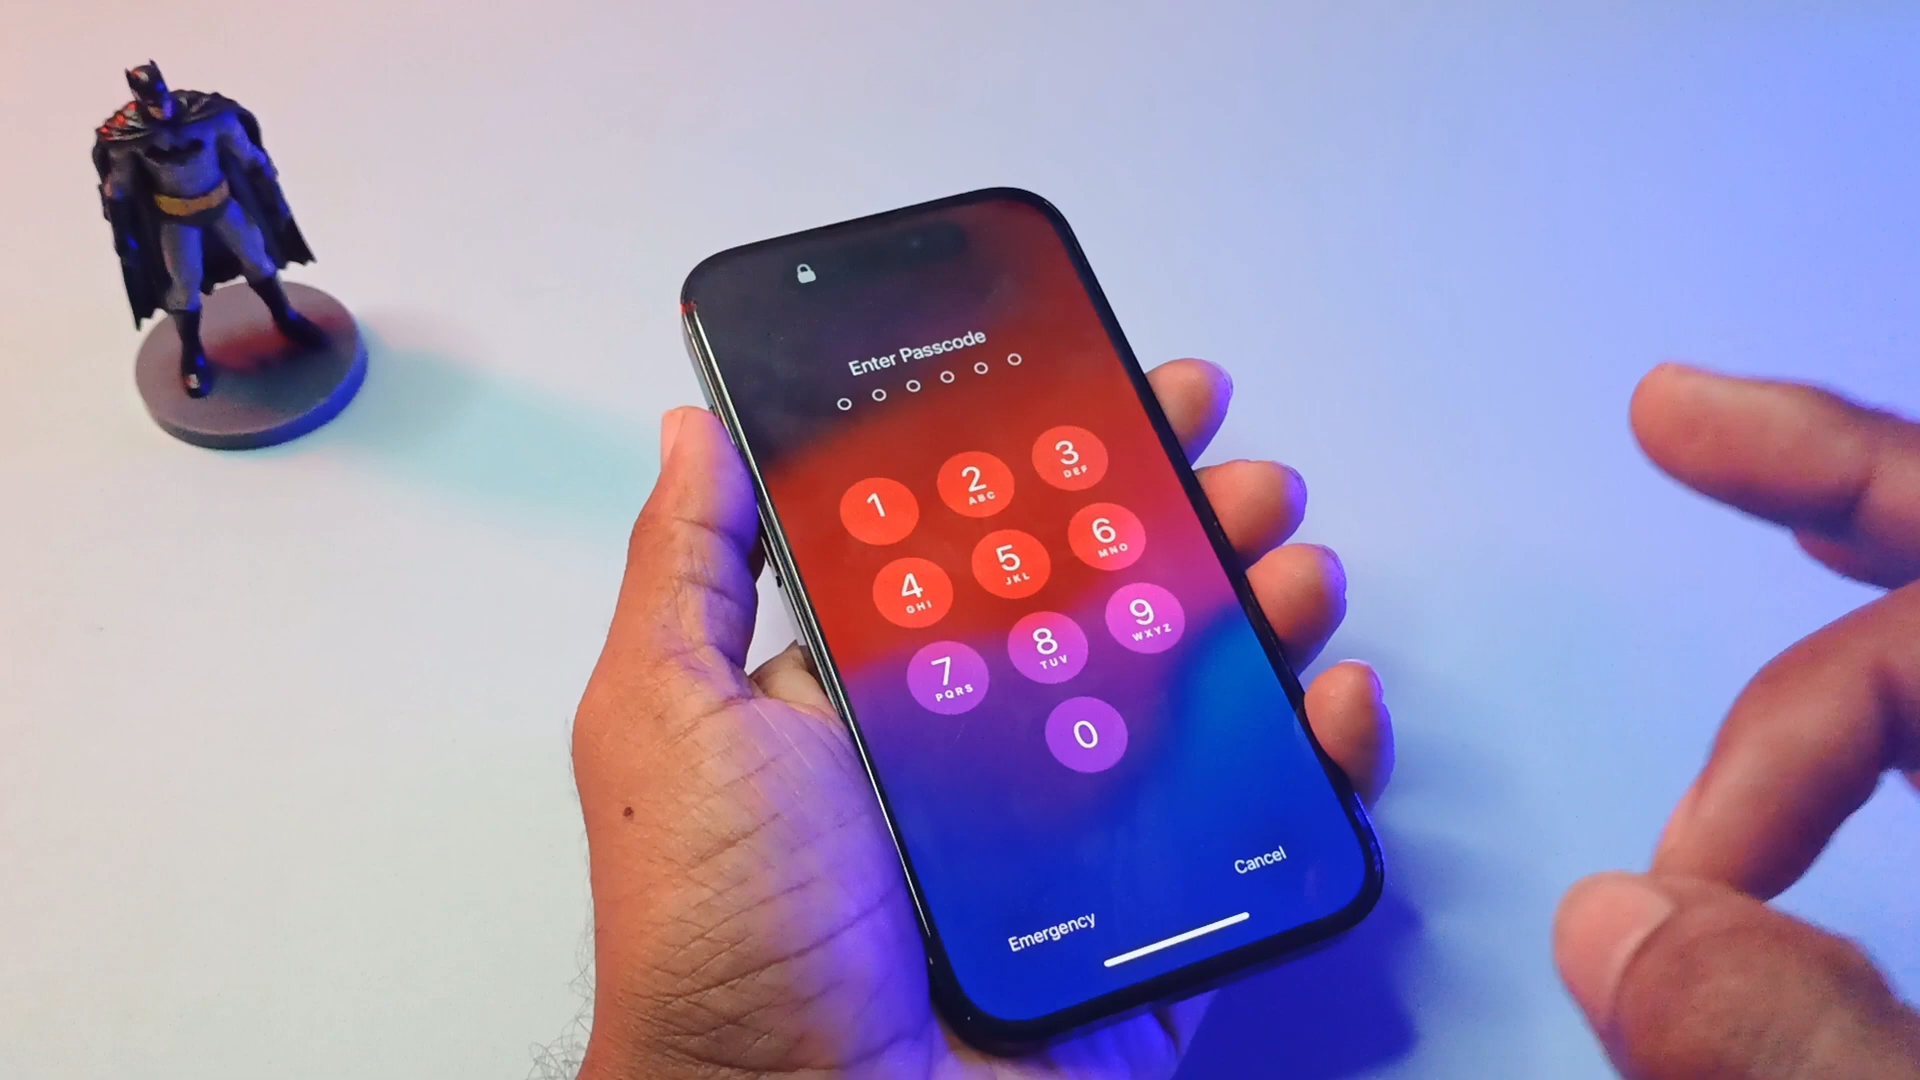 Enter Passcode
1
2
ABC
3
DEF
4
GHI
5
JKL
6
MNO
7
PQRS
8
TUV
9
WXYZ
0
Emergency
Cancel